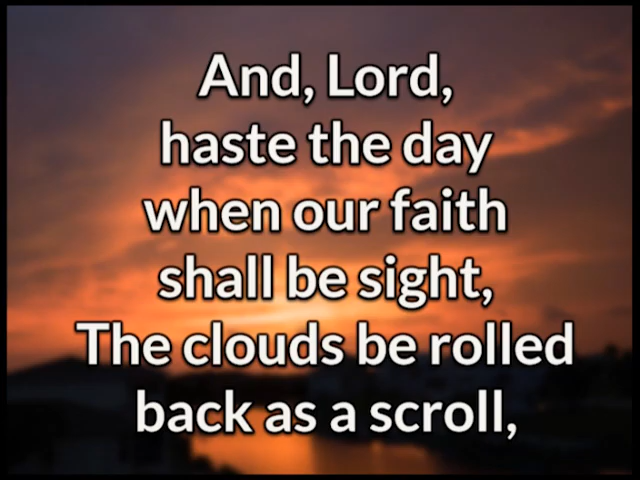 And, Lord,
haste the day
when our faith
shall be sight,
The clouds be rolled
back as a scroll,